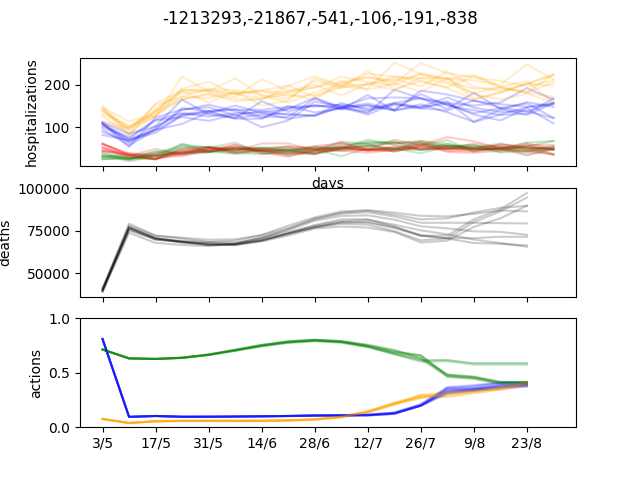 -1213293,-21867,-541,-106,-191,-838
hospitalizations
200
100
days
deaths
100000
75000
50000
actions
1.0
0.5
0.0
3/5 17/5 31/5 14/6 28/6 12/7 26/7 9/8 23/8